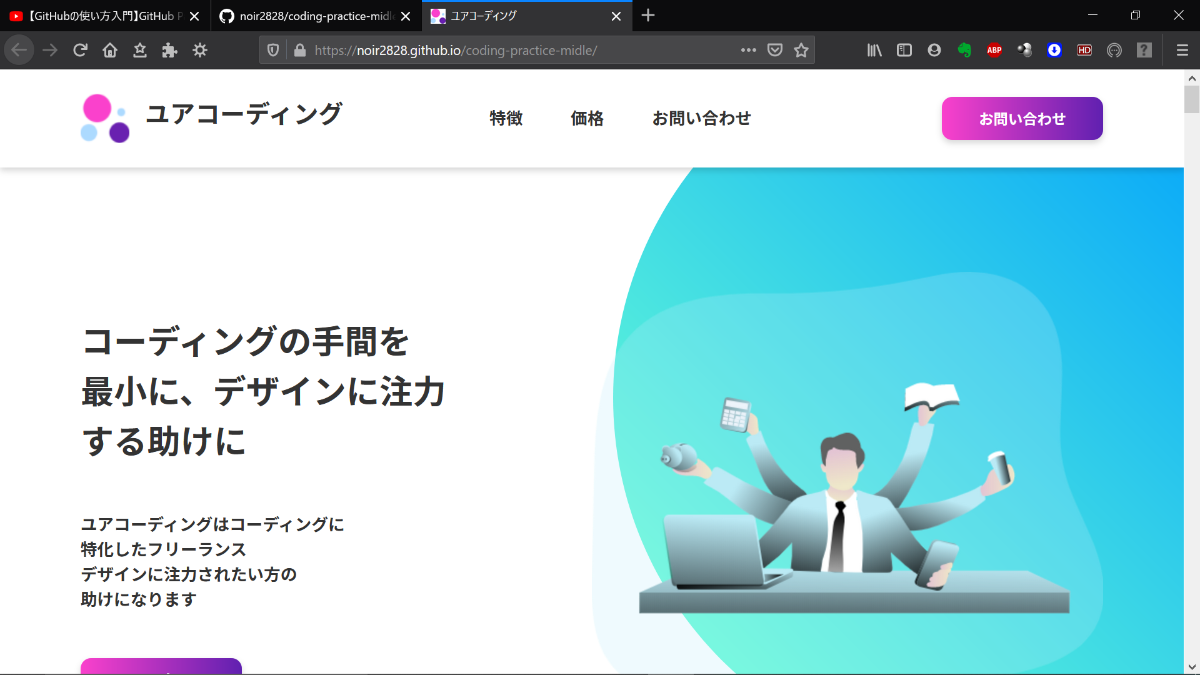 【GitHubの使い方入門】GitHub P
noir2828/coding-practice-midle
ユアコーディング
https://noir2828.github.io/coding-practice-midle/
ABP
HD
ユアコーディング
特徴
価格
お問い合わせ
お問い合わせ
コーディングの手間を
最小に、デザインに注力
する助けに
ユアコーディングはコーディングに
特化したフリーランス
デザインに注力されたい方の
助けになります